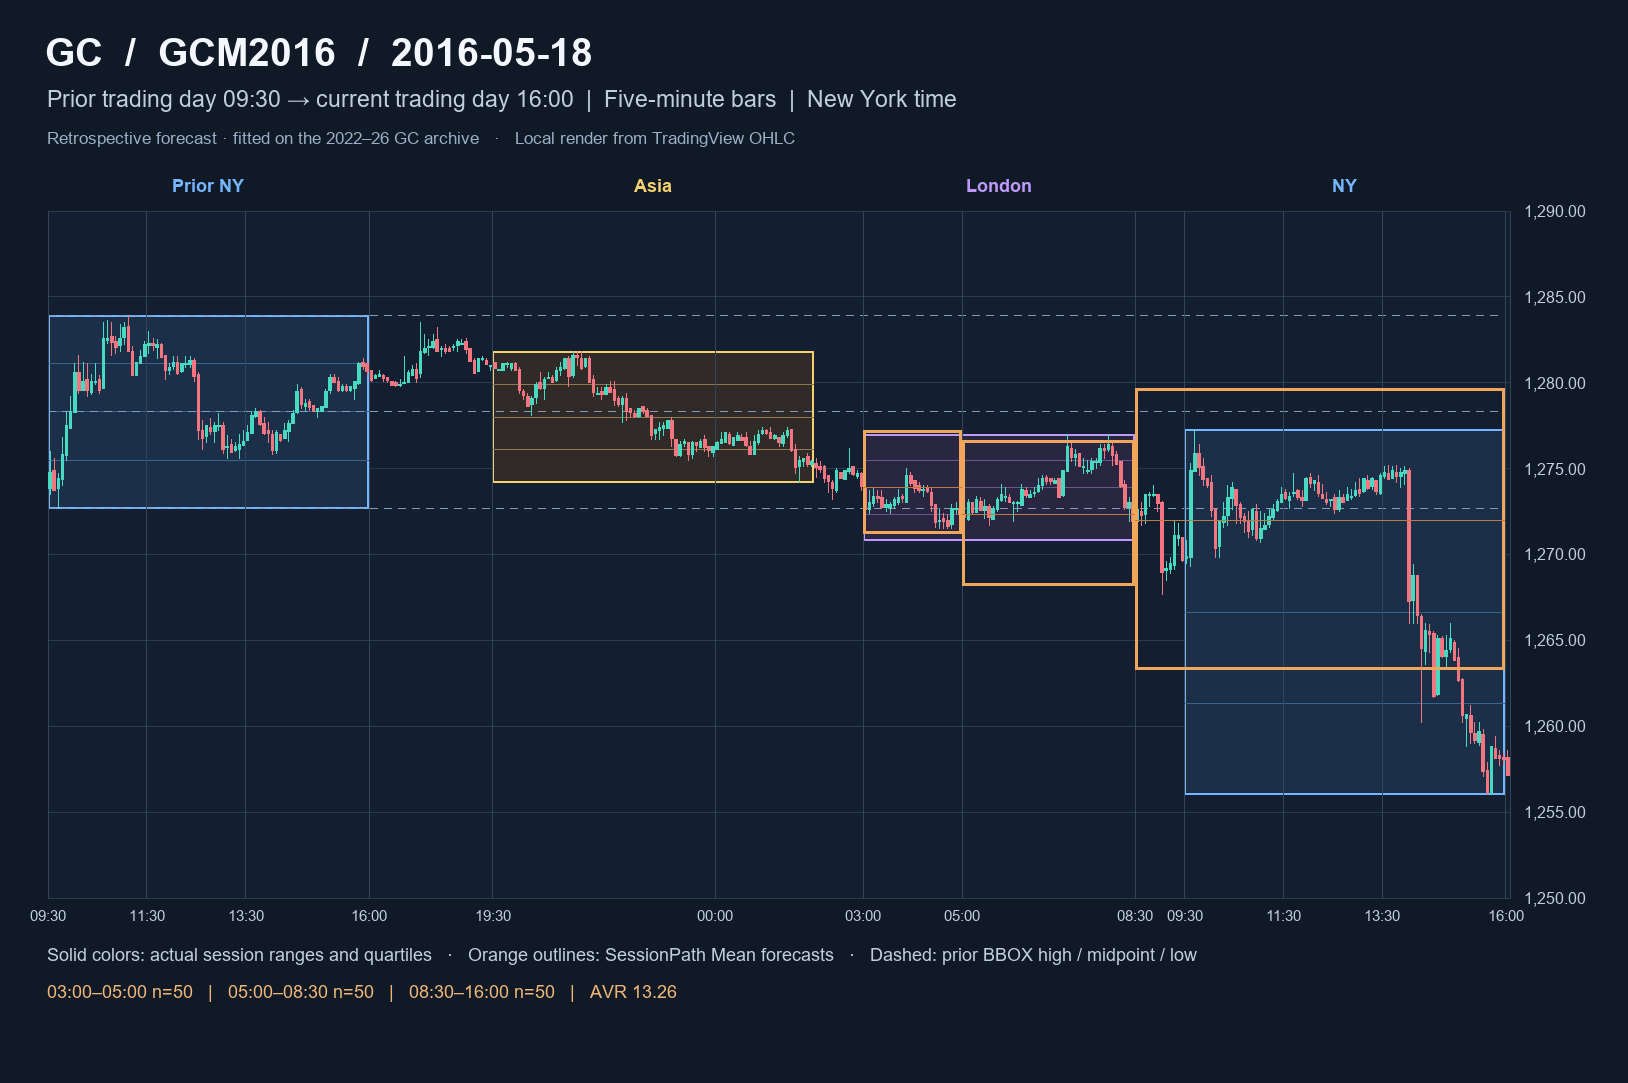 GC / GCM2016 / 2016-05-18
Prior trading day 09:30 → current trading day 16:00 | Five-minute bars | New York time
Retrospective forecast · fitted on the 2022–26 GC archive · Local render from TradingView OHLC
Prior NY Asia London NY
1,290.00
1,285.00
1,280.00
1,275.00
1,270.00
1,265.00
1,260.00
1,255.00
1,250.00
09:30 11:30 13:30 16:00 19:30 00:00 03:00 05:00 08:30 09:30 11:30 13:30 16:00
Solid colors: actual session ranges and quartiles · Orange outlines: SessionPath Mean forecasts · Dashed: prior BBOX high / midpoint / low
03:00–05:00 n=50 | 05:00–08:30 n=50 | 08:30–16:00 n=50 | AVR 13.26